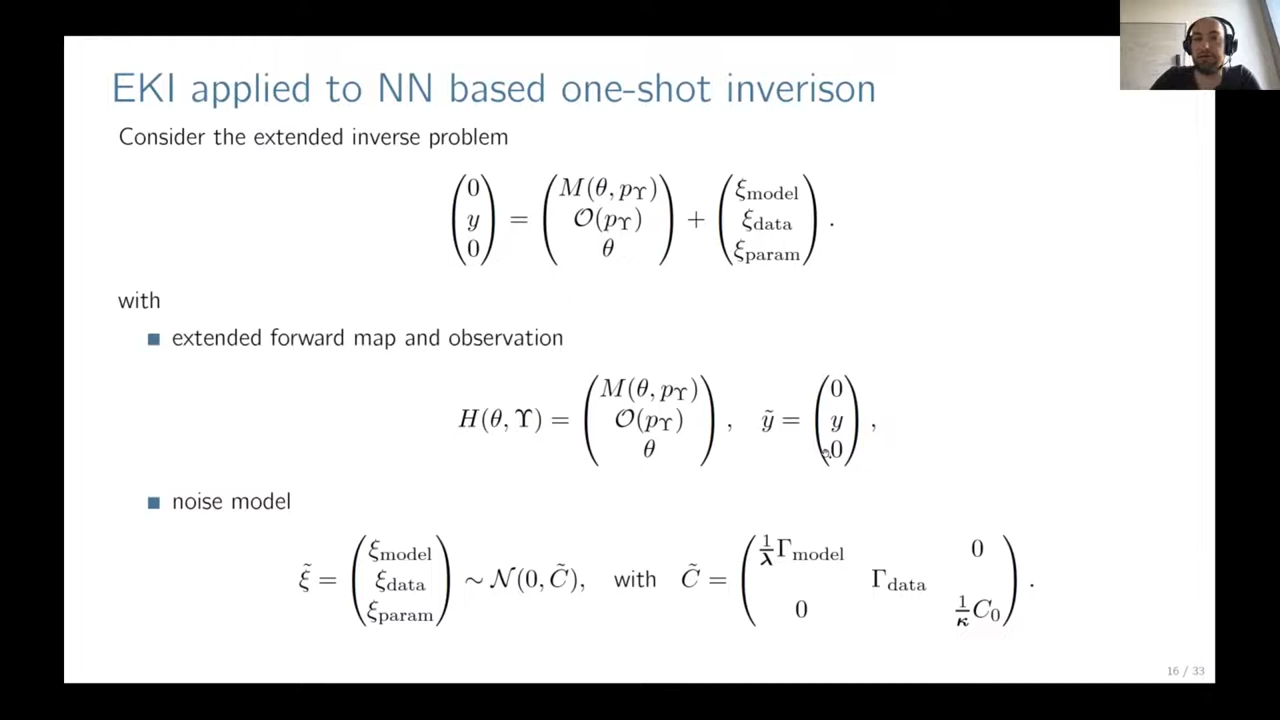 EKI applied to NN based one-shot inverison
Consider the extended inverse problem
(0 y 0) = (M(θ, p_ϒ) 𝒪(p_ϒ) θ) + (ξ_model ξ_data ξ_param) .
with
■ extended forward map and observation
H(θ, ϒ) = (M(θ, p_ϒ) 𝒪(p_ϒ) θ) , ỹ = (0 y 0) ,
■ noise model
ξ̃ = (ξ_model ξ_data ξ_param) ∼ 𝒩(0, C̃), with C̃ = (1/λ Γ_model 0 Γ_data 0 1/κ C_0) .
16 / 33